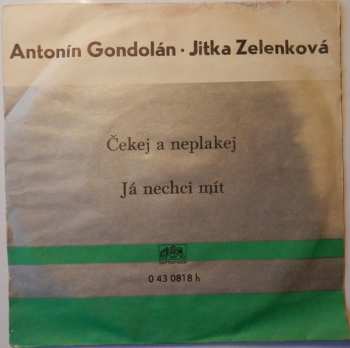 Antonín Gondolán · Jitka Zelenková
Čekej a neplakej
Já nechci mít
0 43 0818 h